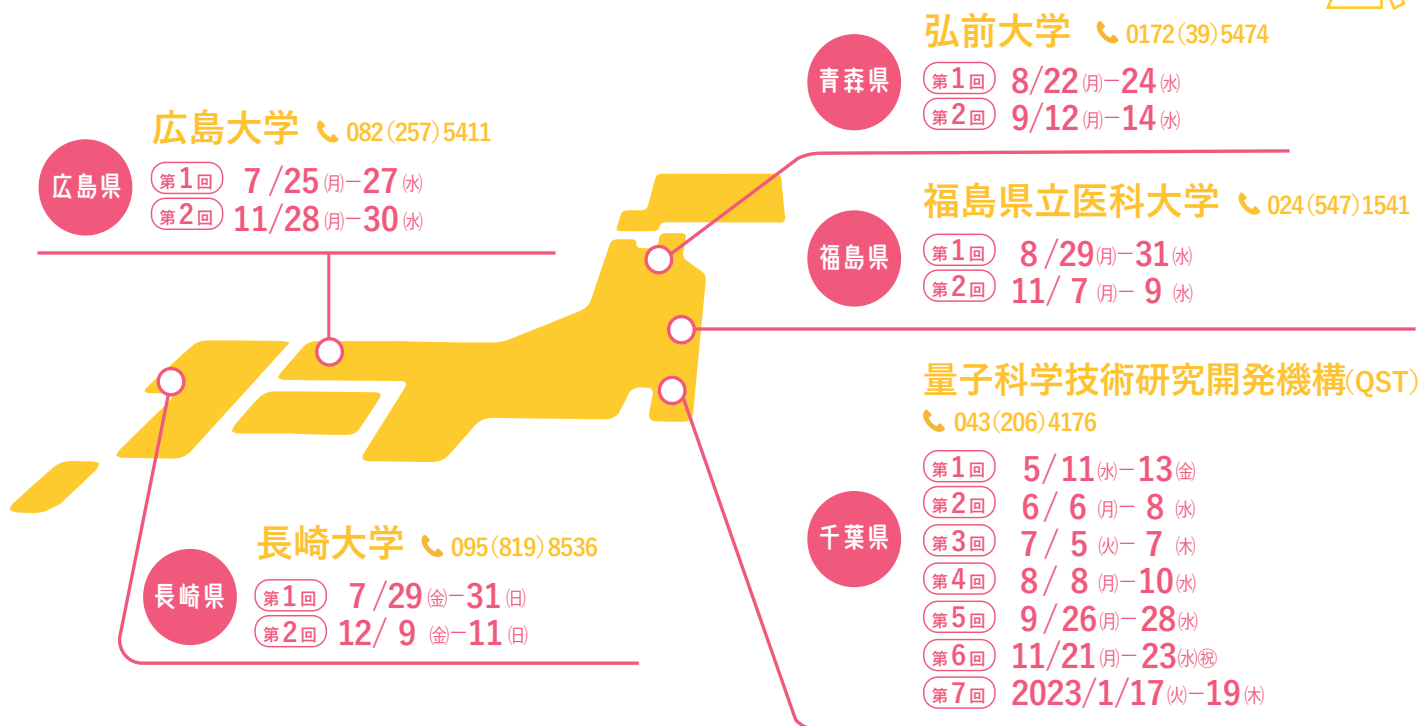 弘前大学 0172(39)5474
青森県
第1回 8/22(月)−24(水)
第2回 9/12(月)−14(水)
広島大学 082(257)5411
広島県
第1回 7/25(月)−27(水)
第2回 11/28(月)−30(水)
福島県立医科大学 024(547)1541
福島県
第1回 8/29(月)−31(水)
第2回 11/ 7(月)− 9(水)
量子科学技術研究開発機構(QST)
043(206)4176
千葉県
第1回 5/11(水)−13(金)
第2回 6/ 6(月)− 8(水)
第3回 7/ 5(火)− 7(木)
第4回 8/ 8(月)−10(水)
第5回 9/26(月)−28(水)
第6回 11/21(月)−23(水)㊗
第7回 2023/1/17(火)−19(木)
長崎大学 095(819)8536
長崎県
第1回 7/29(金)−31(日)
第2回 12/ 9(金)−11(日)